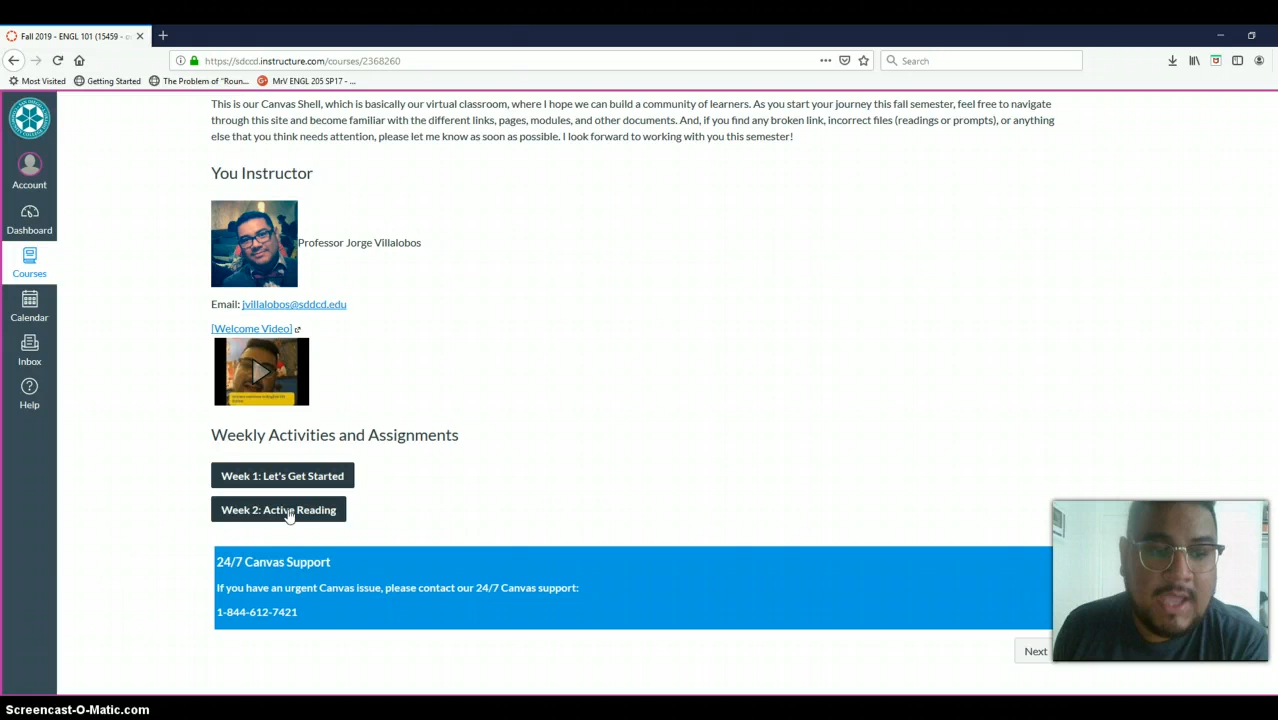 Fall 2019 - ENGL 101 (15459 -
https://sdccd.instructure.com/courses/2368260
Search
Most Visited
Getting Started
The Problem of "Roun...
MrV ENGL 205 SP17 - ...
This is our Canvas Shell, which is basically our virtual classroom, where I hope we can build a community of learners. As you start your journey this fall semester, feel free to navigate
through this site and become familiar with the different links, pages, modules, and other documents. And, if you find any broken link, incorrect files (readings or prompts), or anything
else that you think needs attention, please let me know as soon as possible. I look forward to working with you this semester!
Account
Dashboard
Courses
Calendar
Inbox
Help
You Instructor
Professor Jorge Villalobos
Email: jvillalobos@sddcd.edu
[Welcome Video]
Weekly Activities and Assignments
Week 1: Let's Get Started
Week 2: Active Reading
24/7 Canvas Support
If you have an urgent Canvas issue, please contact our 24/7 Canvas support:
1-844-612-7421
Next
Screencast-O-Matic.com